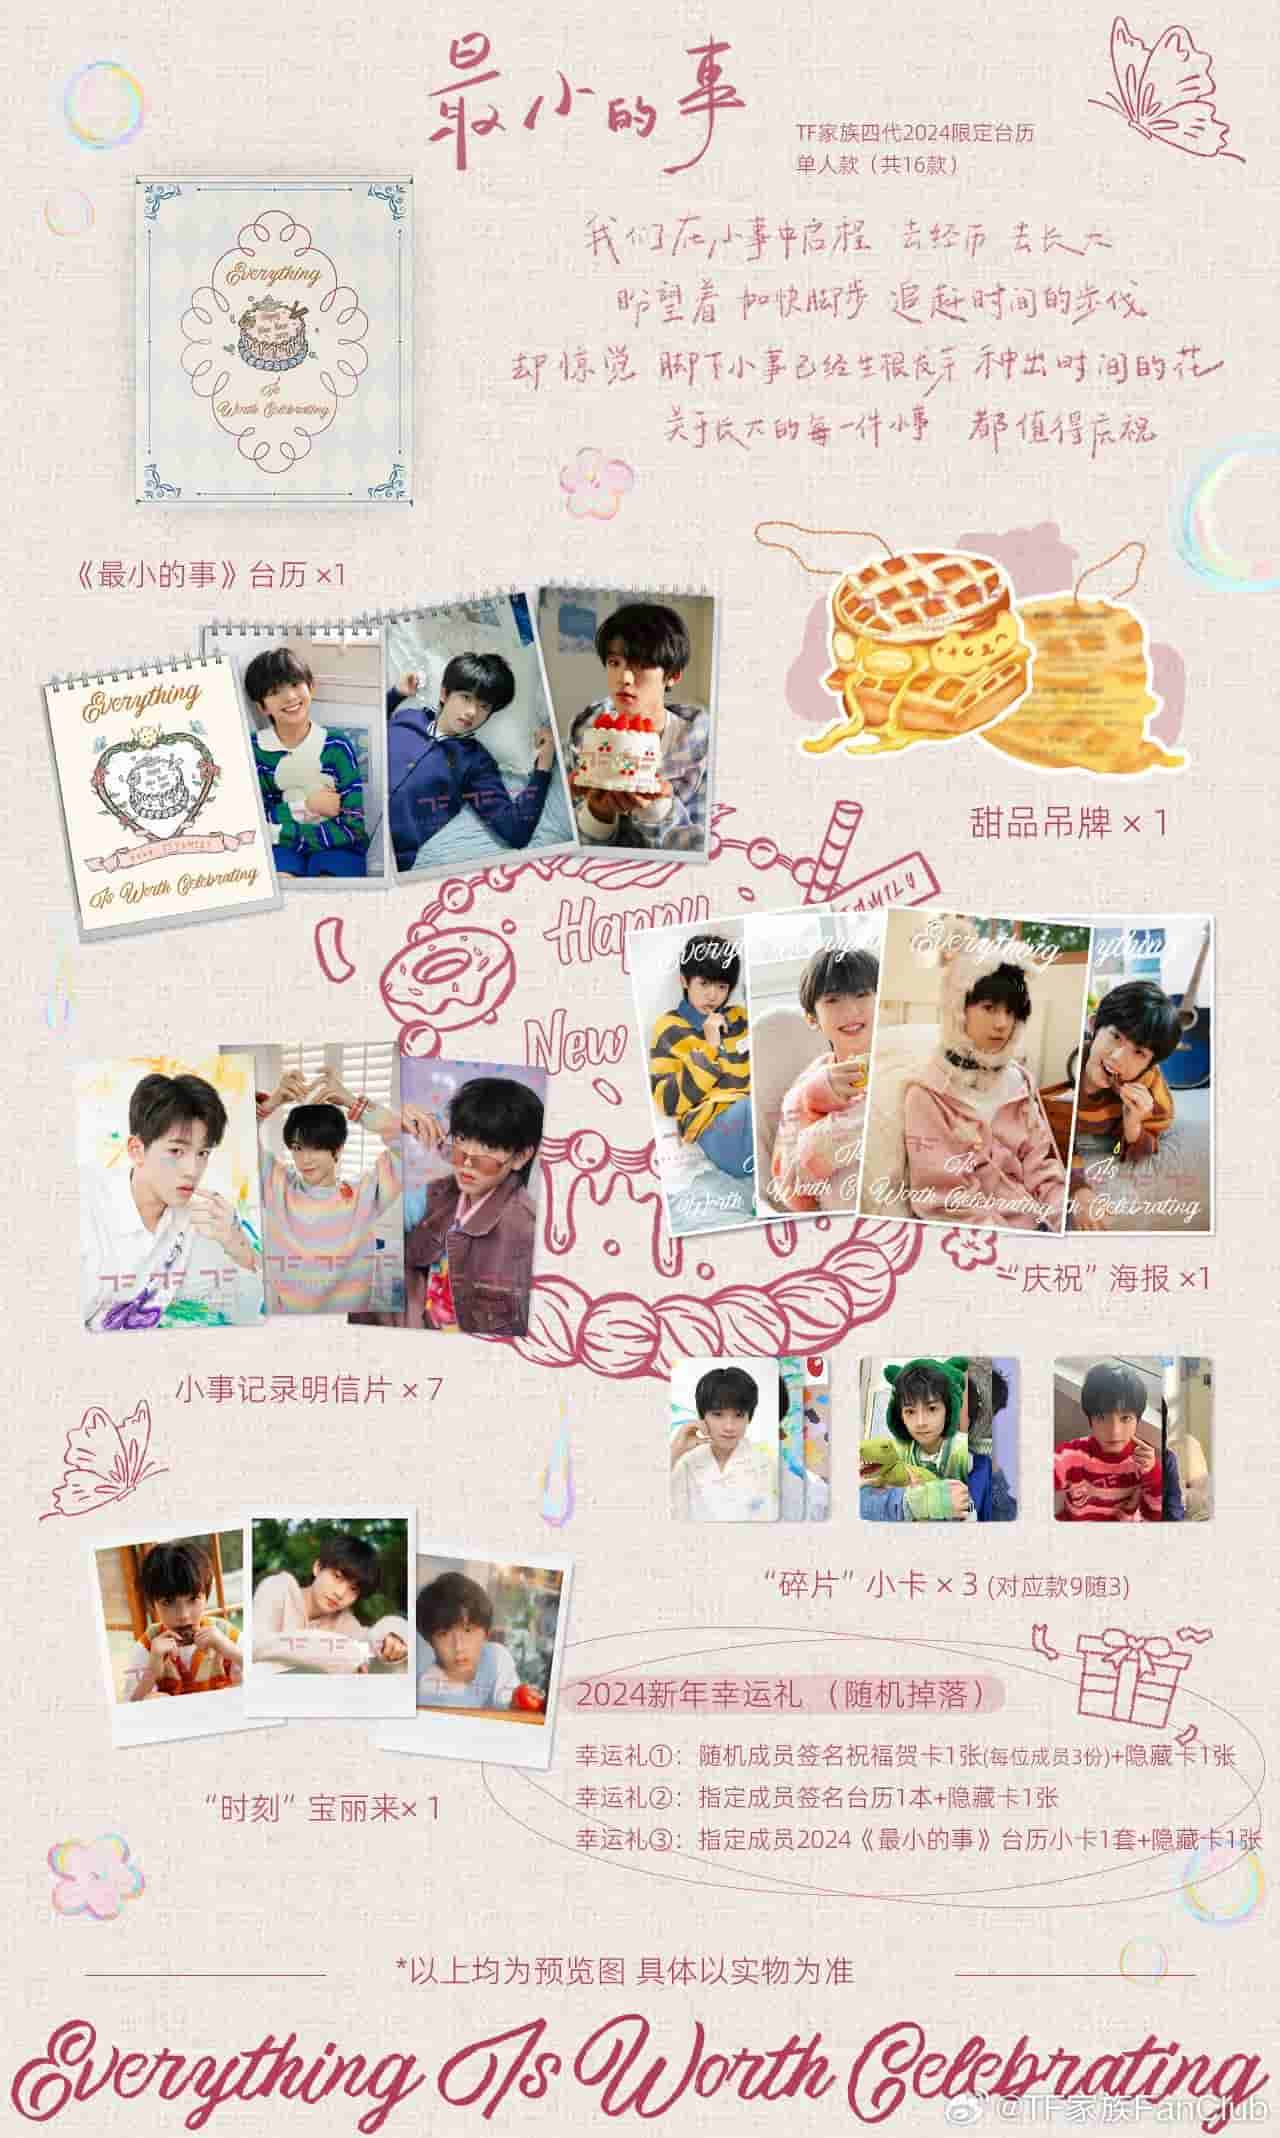 最小的事
TF家族四代2024限定台历
单人款（共16款）
我们在小事中启程 去经历 去长大
盼望着 加快脚步 追赶时间的步伐
却惊觉 脚下小事已经生根发芽 种出时间的花
关于长大的每一件小事 都值得庆祝
Everything
Happy
New Year
Is
Worth Celebrating
《最小的事》台历 ×1
Everything
Is Worth Celebrating
甜品吊牌 × 1
Happy
New
FAMILY
Everything
Is
Worth Celebrating
“庆祝”海报 ×1
小事记录明信片 × 7
“碎片”小卡 × 3 (对应款9随3)
“时刻”宝丽来× 1
2024新年幸运礼 （随机掉落）
幸运礼①：随机成员签名祝福贺卡1张(每位成员3份)+隐藏卡1张
幸运礼②：指定成员签名台历1本+隐藏卡1张
幸运礼③：指定成员2024《最小的事》台历小卡1套+隐藏卡1张
*以上均为预览图 具体以实物为准
Everything Is Worth Celebrating
@TF家族FanClub